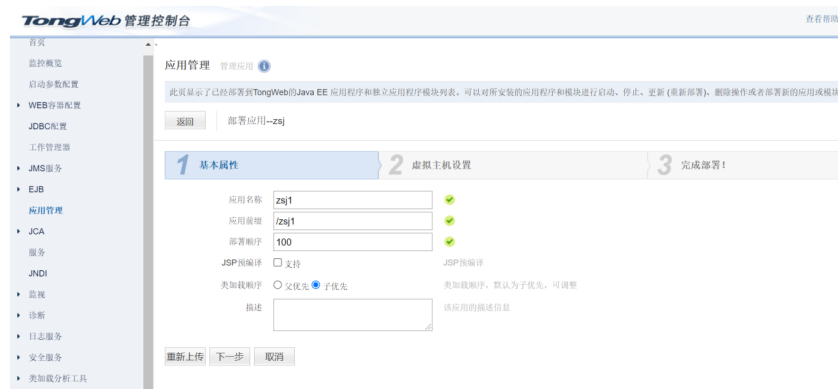 TongWeb 管理控制台
查看帮助
首页
监控概览
启动参数配置
WEB容器配置
JDBC配置
工作管理器
JMS服务
EJB
应用管理
JCA
服务
JNDI
监视
诊断
日志服务
安全服务
类加载分析工具
应用管理 管理应用
此页显示了已经部署到TongWeb的Java EE 应用程序和独立应用程序模块列表。可以对所安装的应用程序和模块进行启动、停止、更新 (重新部署)、删除操作或者部署新的应用或模块
返回 部署应用--zsj
1 基本属性 2 虚拟主机设置 3 完成部署!
应用名称 zsj1
应用前缀 /zsj1
部署顺序 100
JSP预编译 支持 JSP预编译
类加载顺序 父优先 子优先 类加载顺序，默认为子优先，可调整
描述 该应用的描述信息
重新上传 下一步 取消